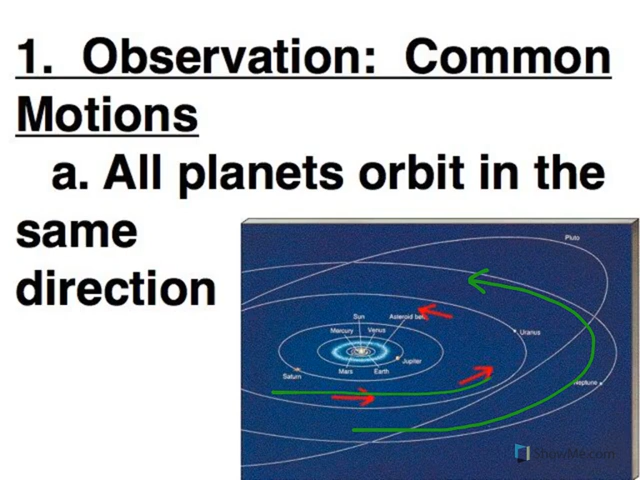 1. Observation: Common
Motions
a. All planets orbit in the
same
direction
Pluto
Sun
Asteroid belt
Mercury
Venus
Uranus
Jupiter
Mars
Earth
Saturn
Neptune
ShowMe.com